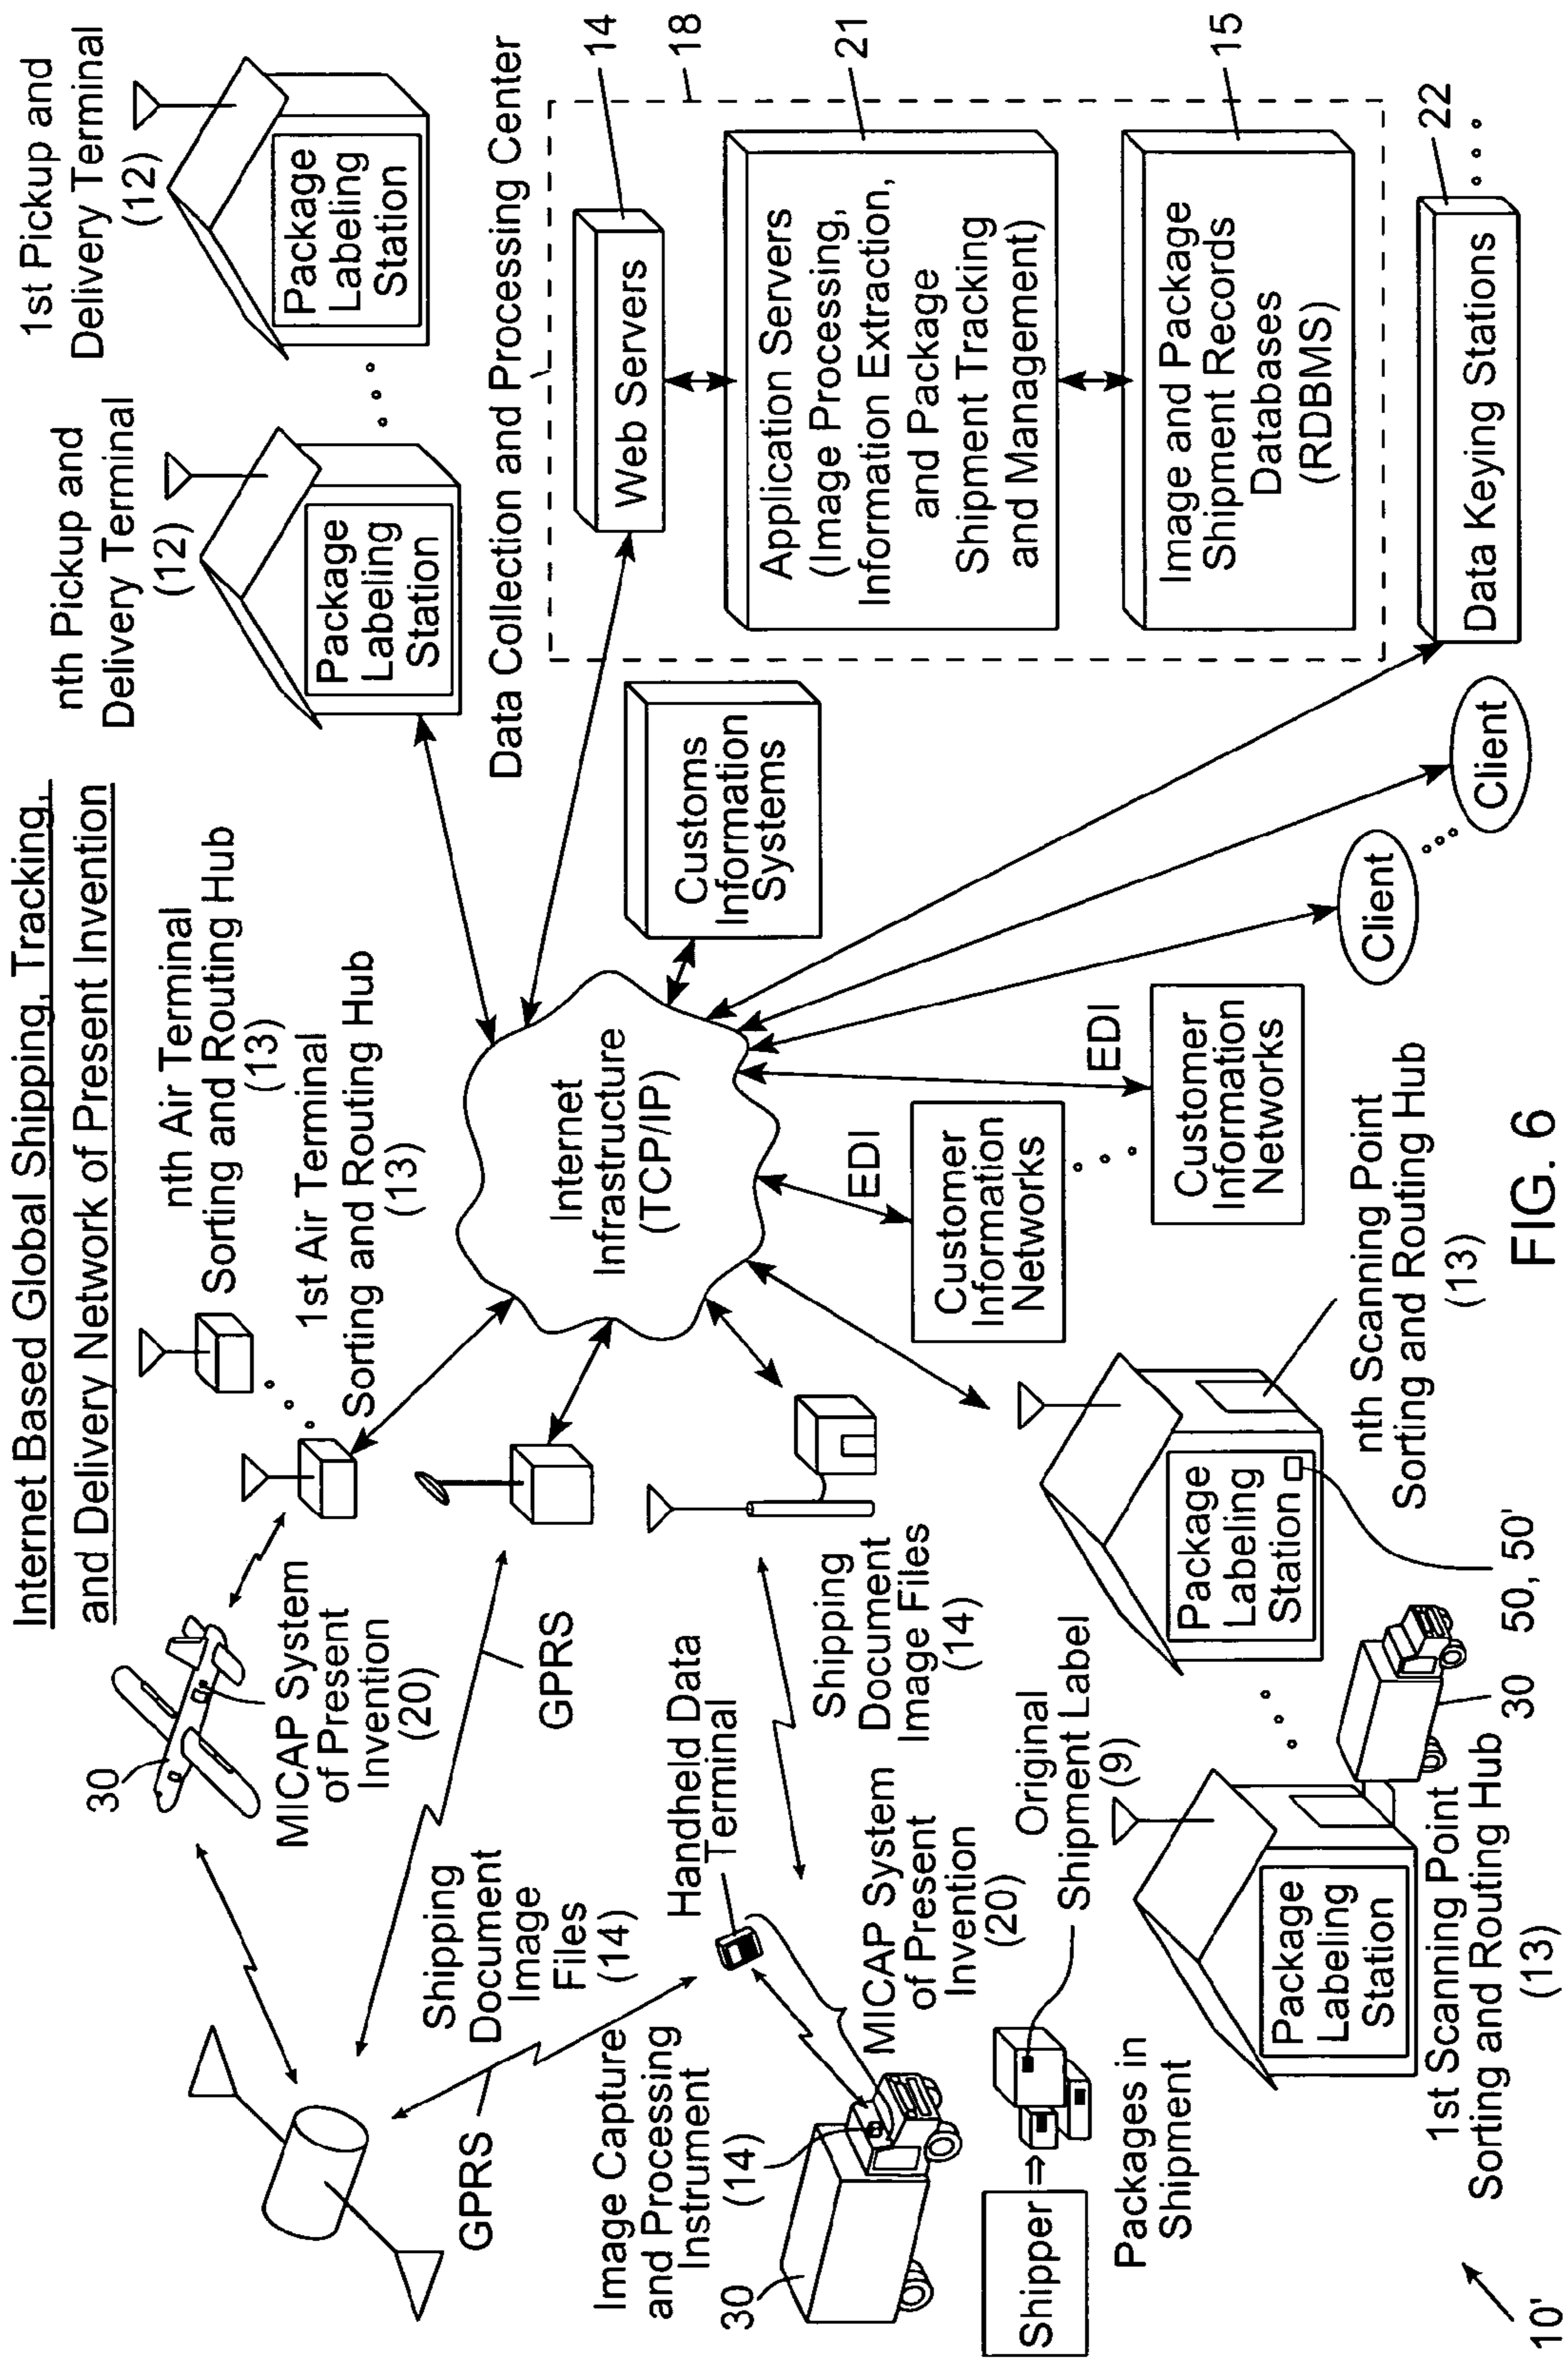 Internet Based Global Shipping, Tracking,
and Delivery Network of Present Invention
1st Pickup and
Delivery Terminal
(12)
Package
Labeling
Station
nth Pickup and
Delivery Terminal
(12)
Package
Labeling
Station
nth Air Terminal
Sorting and Routing Hub
(13)
1st Air Terminal
Sorting and Routing Hub
(13)
30
MICAP System
of Present
Invention
(20)
GPRS
Shipping
Document
Image
Files
(14)
GPRS
Handheld Data
Terminal
Image Capture
and Processing
Instrument
(14)
30
MICAP System
of Present
Invention
(20)
Shipping
Document
Image Files
(14)
Original
Shipment Label
(9)
Shipper
Packages in
Shipment
Internet
Infrastructure
(TCP/IP)
Data Collection and Processing Center
Web Servers
14
18
Application Servers
(Image Processing,
Information Extraction,
and Package
Shipment Tracking
and Management)
21
Image and Package
Shipment Records
Databases
(RDBMS)
15
Data Keying Stations
22
Customs
Information
Systems
Client
Client
EDI
Customer
Information
Networks
EDI
Customer
Information
Networks
Package
Labeling
Station
1st Scanning Point
Sorting and Routing Hub
(13)
30
Package
Labeling
Station
50, 50'
nth Scanning Point
Sorting and Routing Hub
(13)
10'
FIG. 6